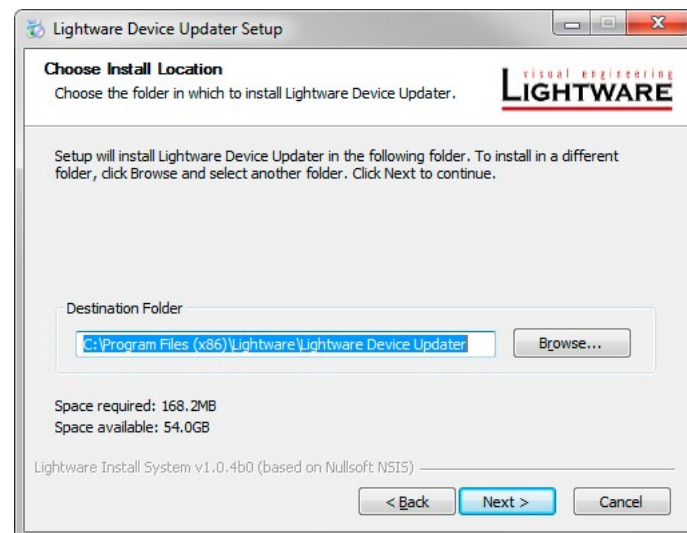 Lightware Device Updater Setup
Choose Install Location
Choose the folder in which to install Lightware Device Updater.
visual engineering
LIGHTWARE
Setup will install Lightware Device Updater in the following folder. To install in a different
folder, click Browse and select another folder. Click Next to continue.
Destination Folder
C:\Program Files (x86)\Lightware\Lightware Device Updater
Browse...
Space required: 168.2MB
Space available: 54.0GB
Lightware Install System v1.0.4b0 (based on Nullsoft NSIS)
< Back
Next >
Cancel